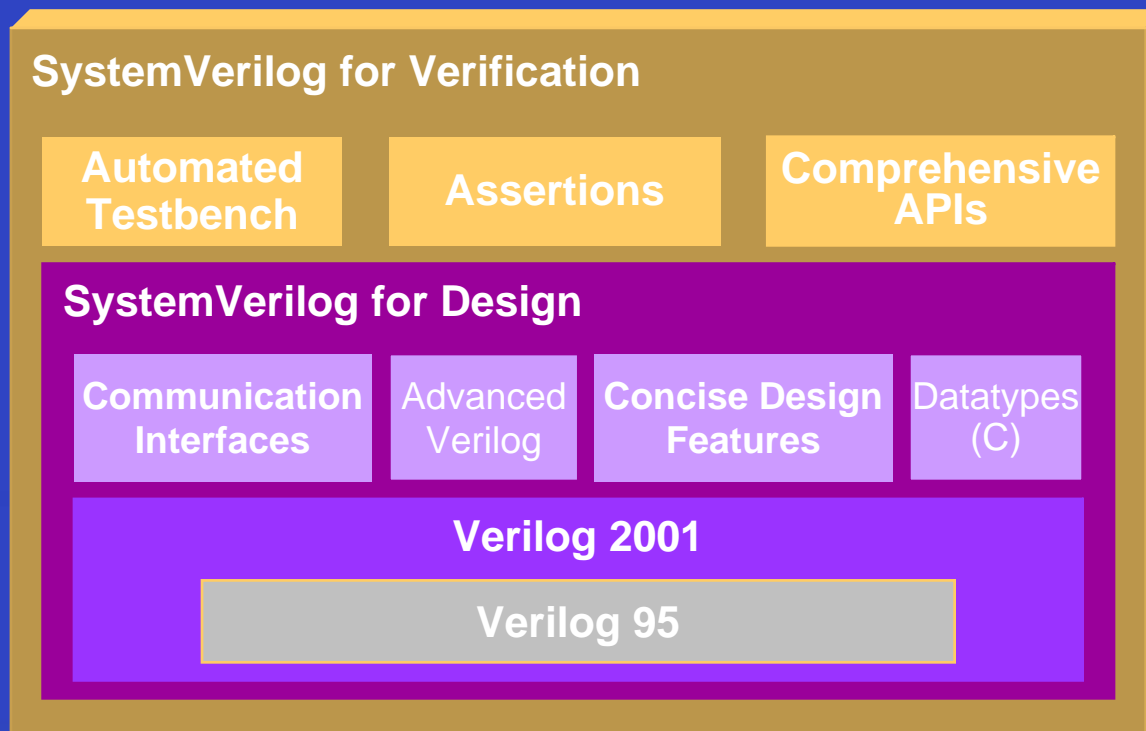 SystemVerilog for Verification
Automated
Testbench
Assertions
Comprehensive
APIs
SystemVerilog for Design
Communication
Interfaces
Advanced
Verilog
Concise Design
Features
Datatypes
(C)
Verilog 2001
Verilog 95